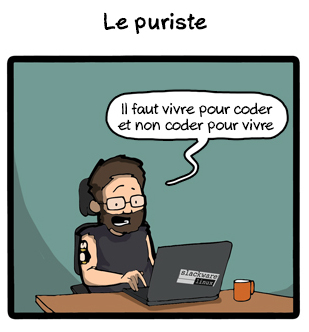 Le puriste
Il faut vivre pour coder
et non coder pour vivre
slackware
linux